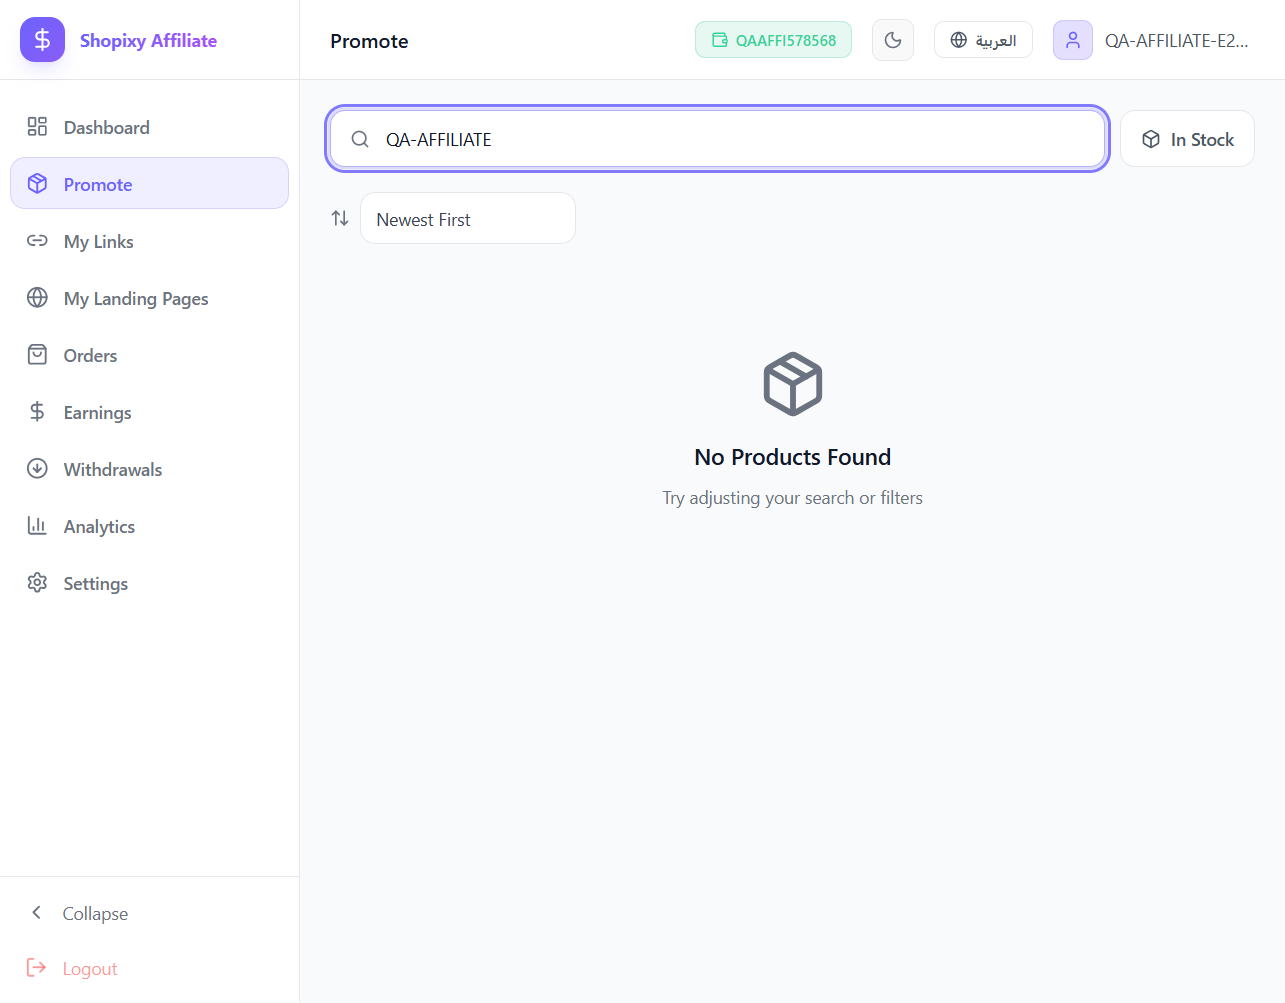 Shopixy Affiliate
Promote
QAAFFI578568
العربية
QA-AFFILIATE-E2...
Dashboard
Promote
My Links
My Landing Pages
Orders
Earnings
Withdrawals
Analytics
Settings
Collapse
Logout
QA-AFFILIATE
In Stock
Newest First
No Products Found
Try adjusting your search or filters